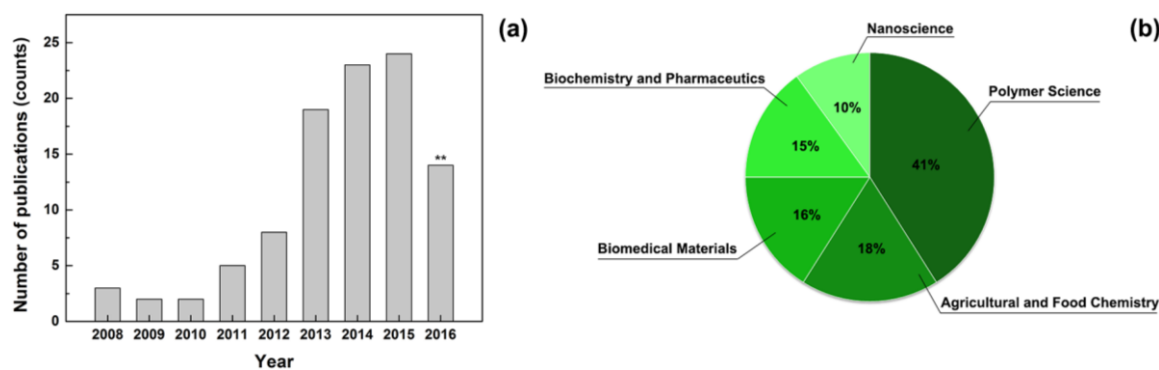 (a)
Number of publications (counts)
25
20
15
10
5
0
**
2008 2009 2010 2011 2012 2013 2014 2015 2016
Year
(b)
Nanoscience
Biochemistry and Pharmaceutics
Polymer Science
10%
15%
41%
16%
18%
Biomedical Materials
Agricultural and Food Chemistry